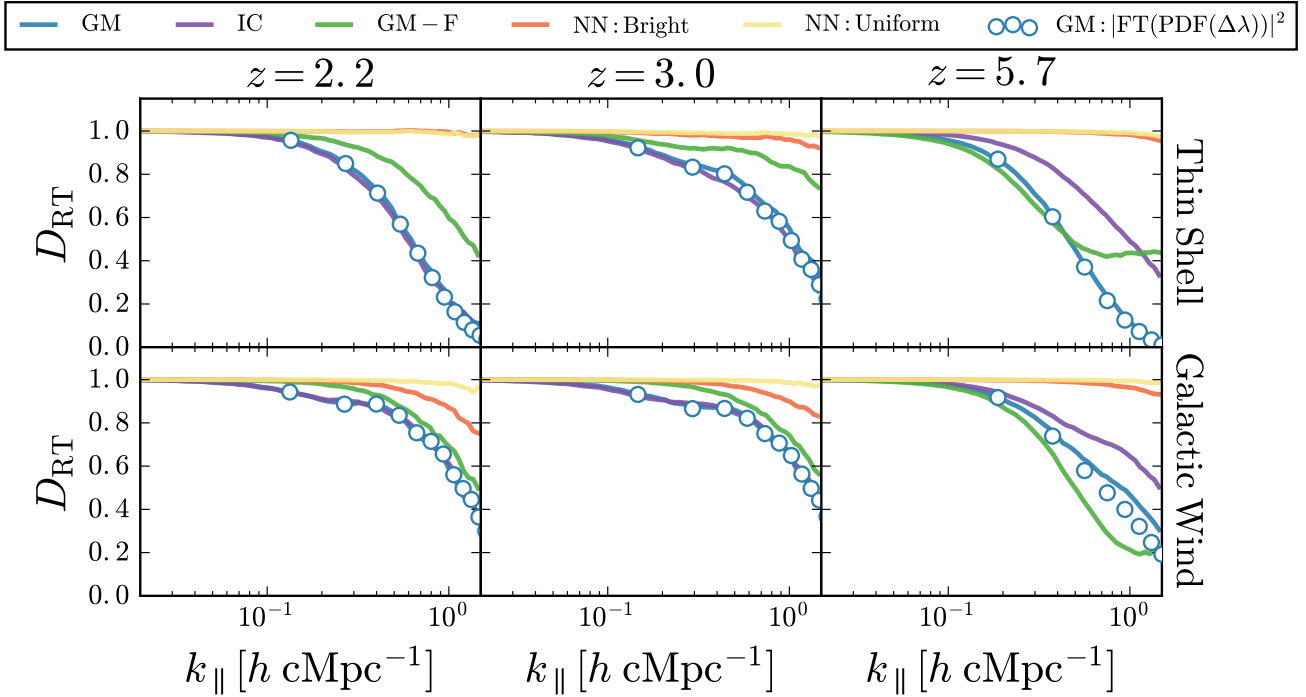 GM IC GM − F NN : Bright NN : Uniform GM : |FT(PDF(Δλ))|²
z = 2.2 z = 3.0 z = 5.7
1.0
0.8
0.6
0.4
0.2
0.0
D_RT
Thin Shell
1.0
0.8
0.6
0.4
0.2
0.0
D_RT
Galactic Wind
10⁻¹ 10⁰ 10⁻¹ 10⁰ 10⁻¹ 10⁰
k_∥ [h cMpc⁻¹] k_∥ [h cMpc⁻¹] k_∥ [h cMpc⁻¹]